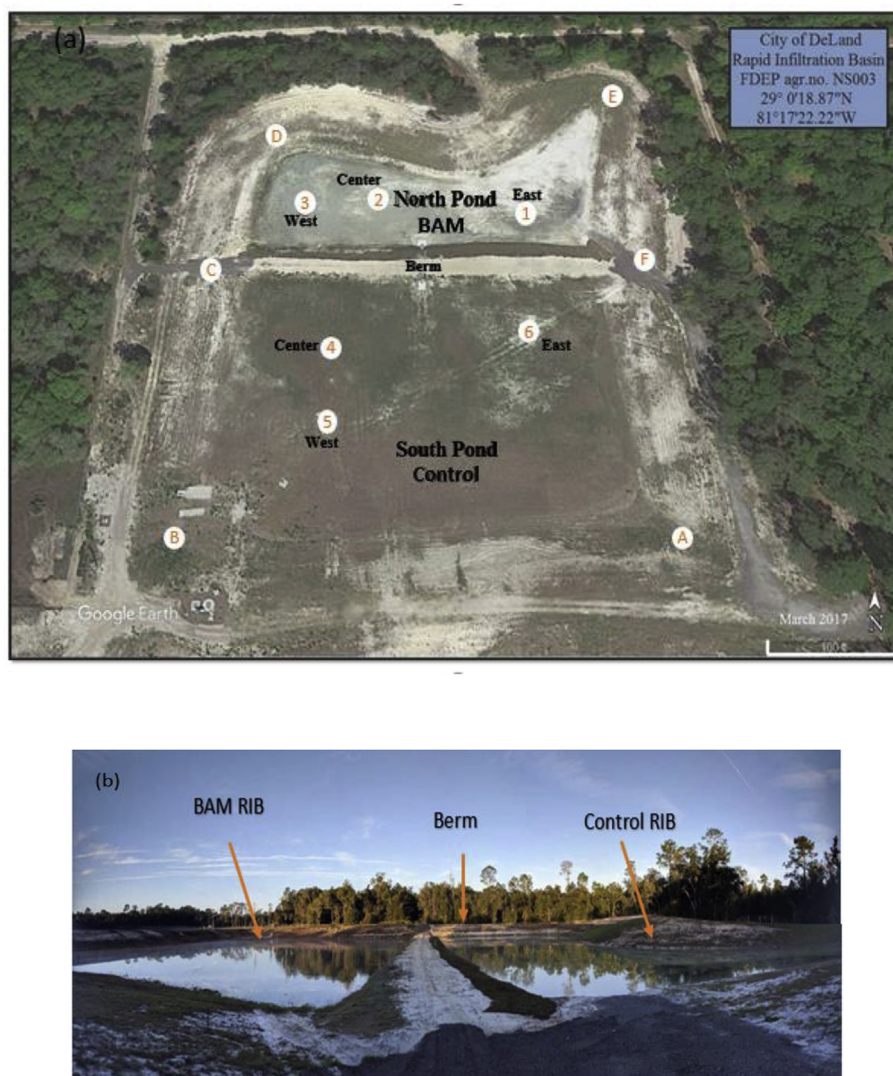 (a)
City of DeLand
Rapid Infiltration Basin
FDEP agr.no. NS003
29° 0'18.87"N
81°17'22.22"W
E
D
Center
2
3
West
North Pond
BAM
East
1
C
Berm
F
Center
4
6
East
5
West
South Pond
Control
B
A
Google Earth
March 2017
N
100 ft
(b)
BAM RIB
Berm
Control RIB